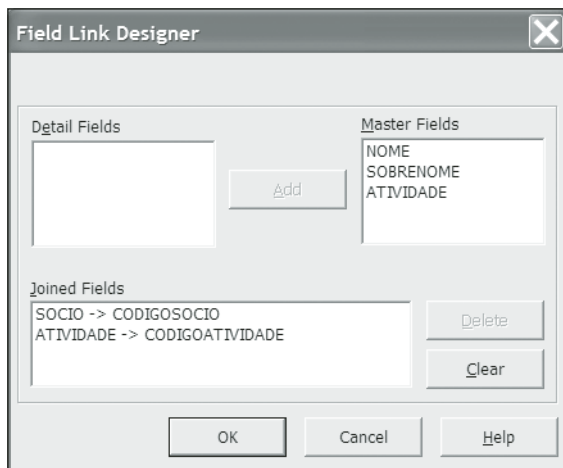 Field Link Designer
Detail Fields
Master Fields
NOME
SOBRENOME
ATIVIDADE
Add
Joined Fields
SOCIO -> CODIGOSOCIO
ATIVIDADE -> CODIGOATIVIDADE
Delete
Clear
OK
Cancel
Help